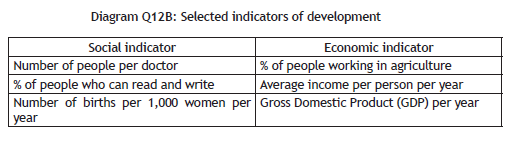 Diagram Q12B: Selected indicators of development
Social indicator Economic indicator
Number of people per doctor % of people working in agriculture
% of people who can read and write Average income per person per year
Number of births per 1,000 women per Gross Domestic Product (GDP) per year
year